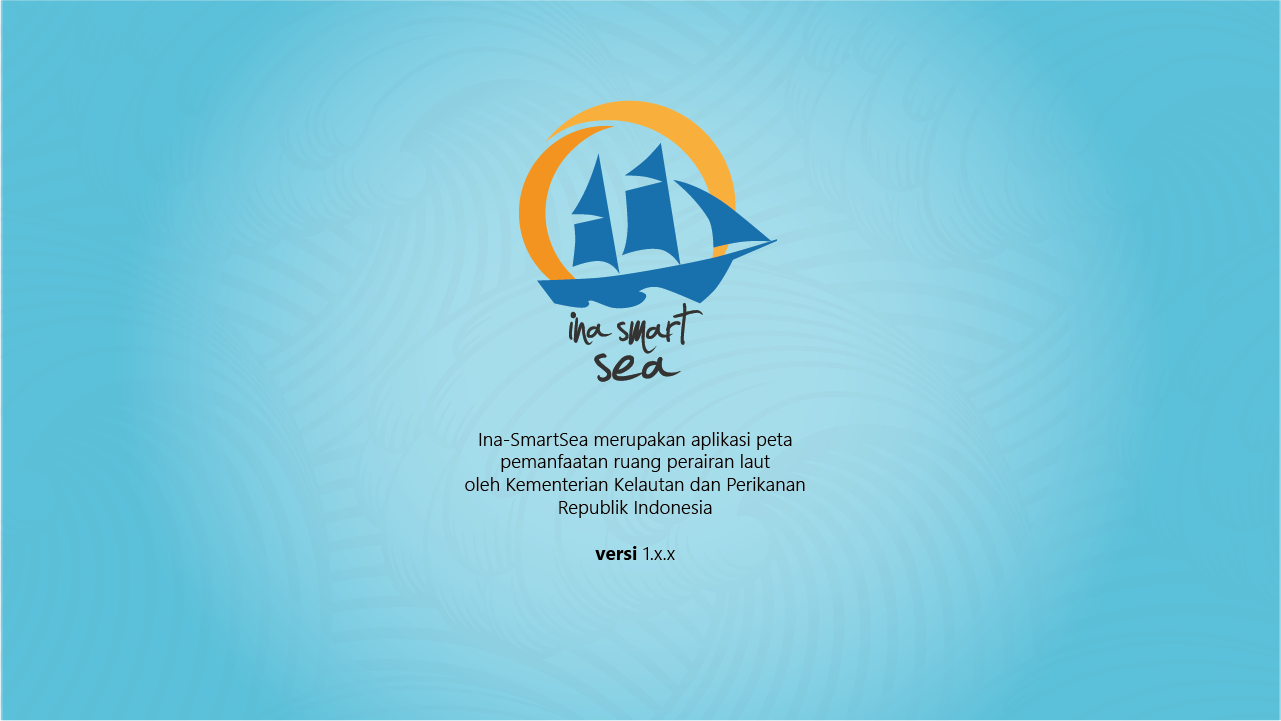 ina smart
sea
Ina-SmartSea merupakan aplikasi peta
pemanfaatan ruang perairan laut
oleh Kementerian Kelautan dan Perikanan
Republik Indonesia
versi 1.x.x